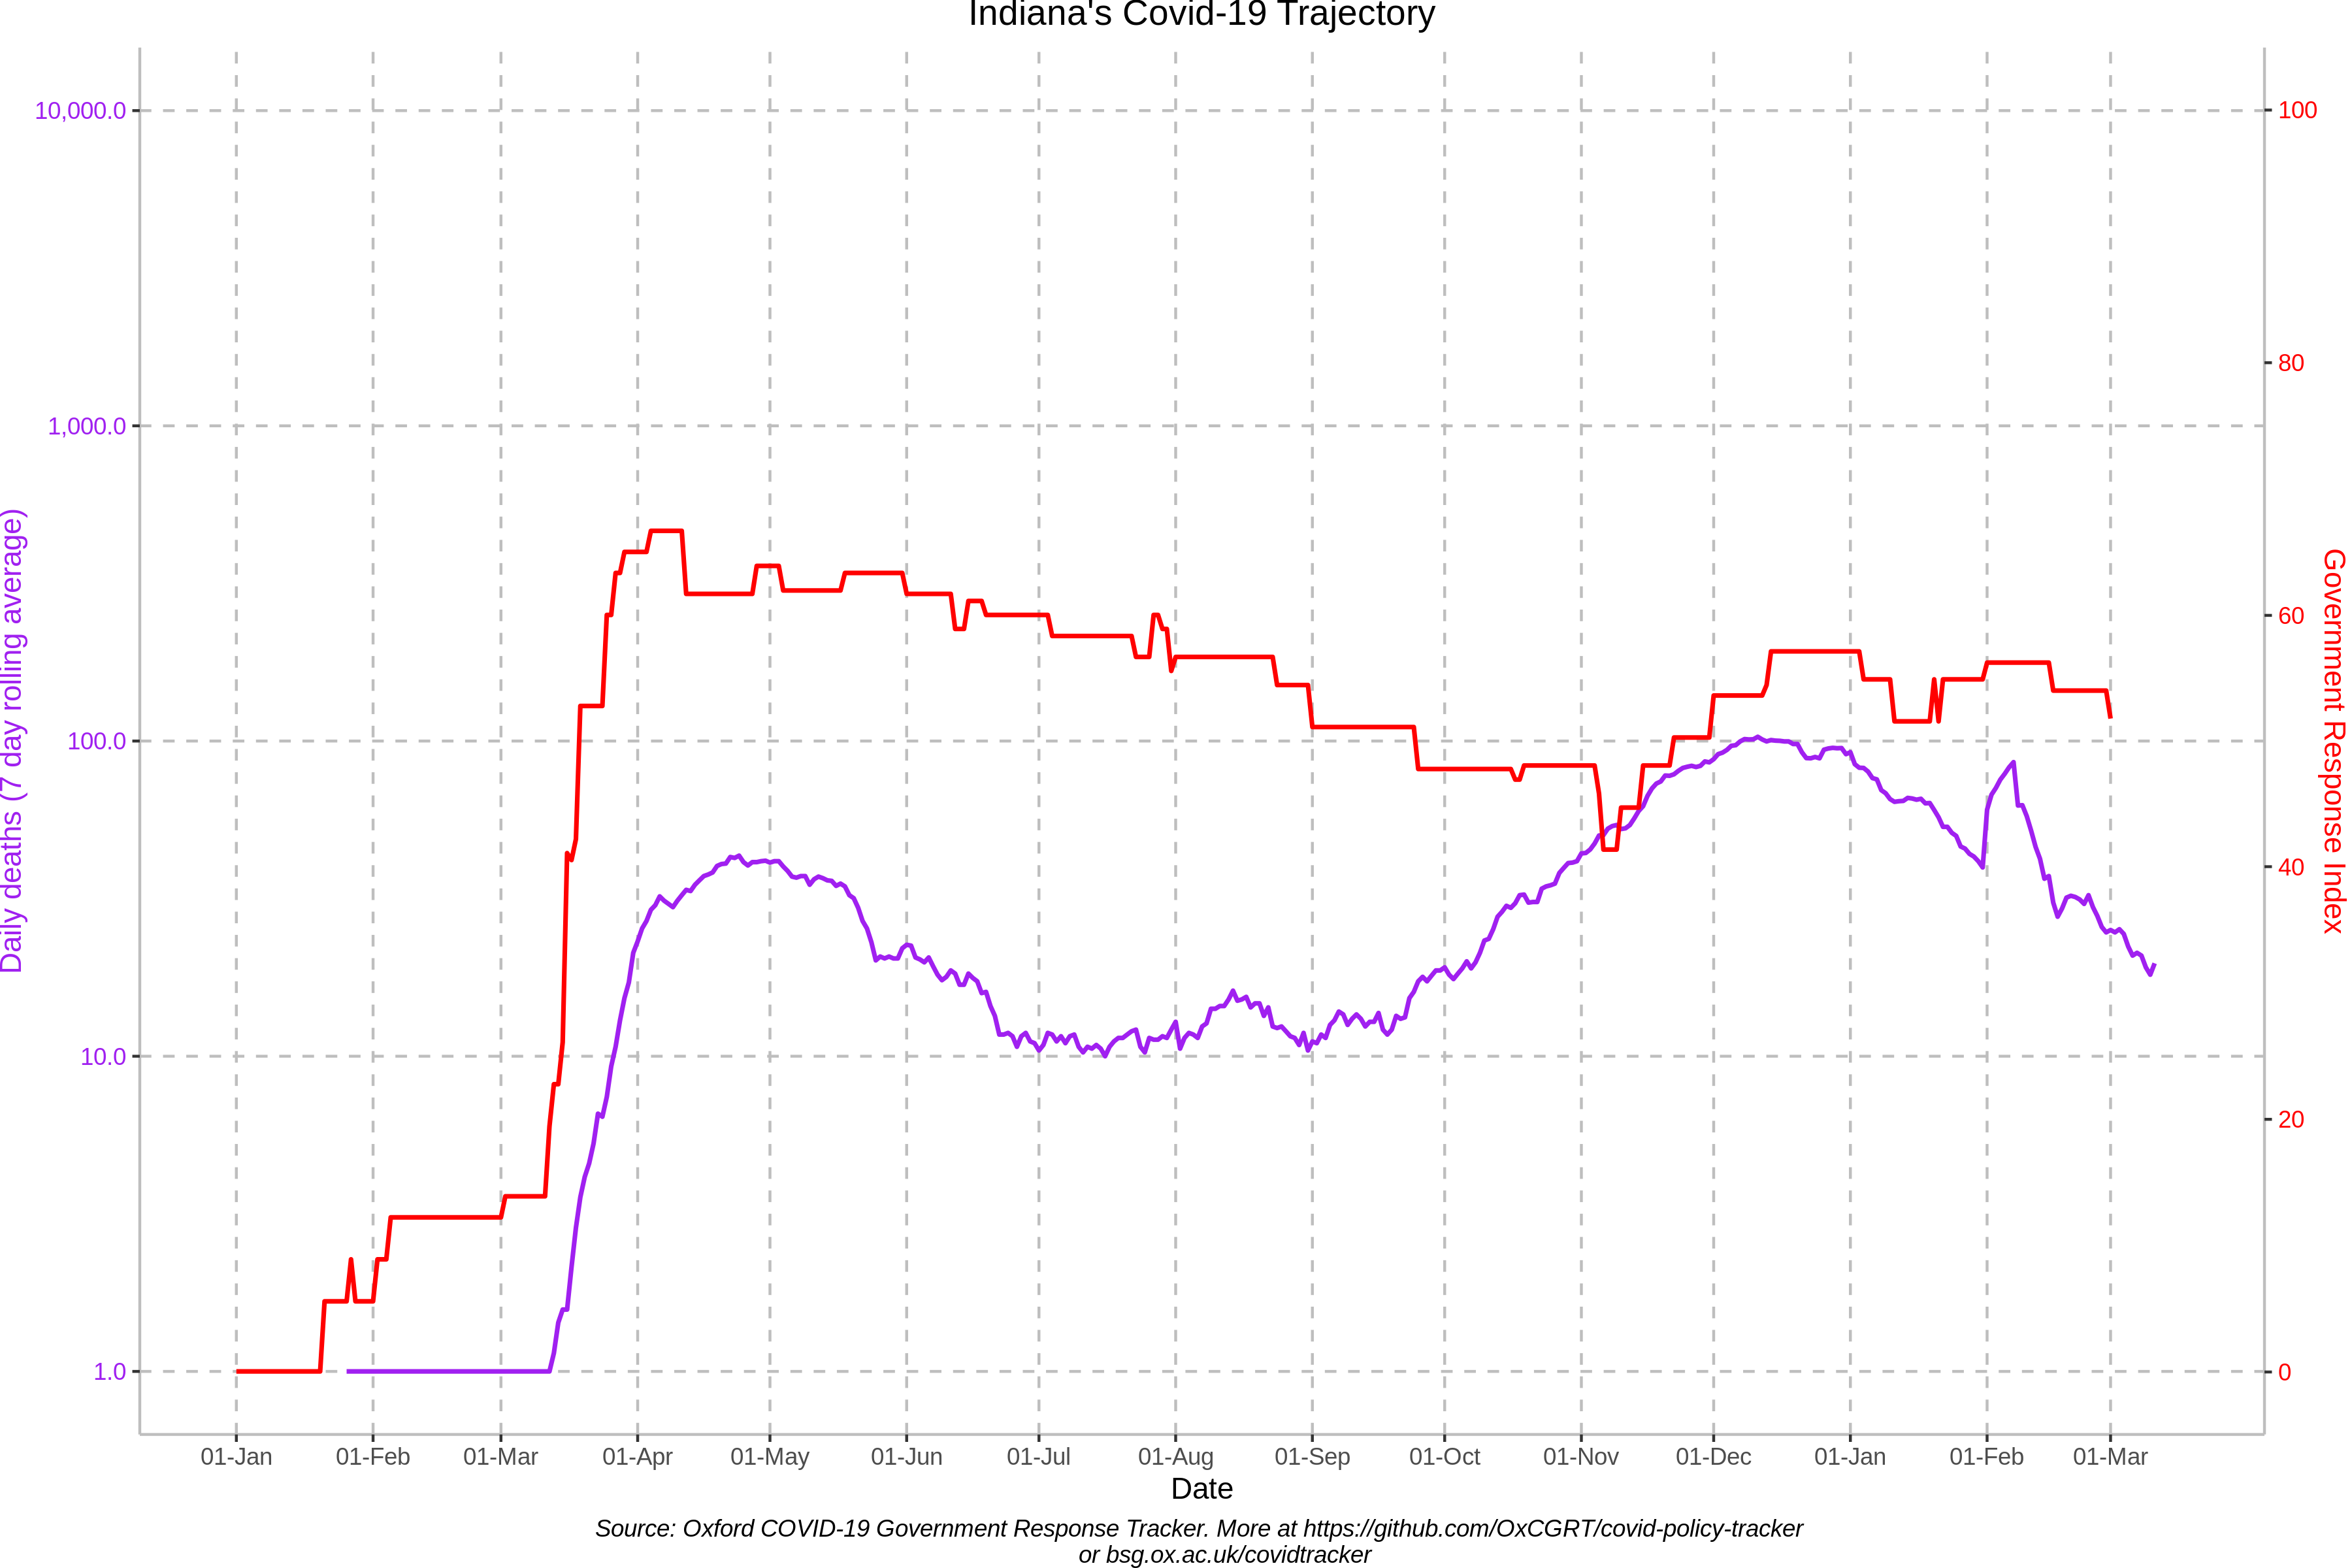 Indiana's Covid-19 Trajectory
10,000.0
1,000.0
100.0
10.0
1.0
Daily deaths (7 day rolling average)
100
80
60
40
20
0
Government Response Index
01-Jan 01-Feb 01-Mar 01-Apr 01-May 01-Jun 01-Jul 01-Aug 01-Sep 01-Oct 01-Nov 01-Dec 01-Jan 01-Feb 01-Mar
Date
Source: Oxford COVID-19 Government Response Tracker. More at https://github.com/OxCGRT/covid-policy-tracker
or bsg.ox.ac.uk/covidtracker